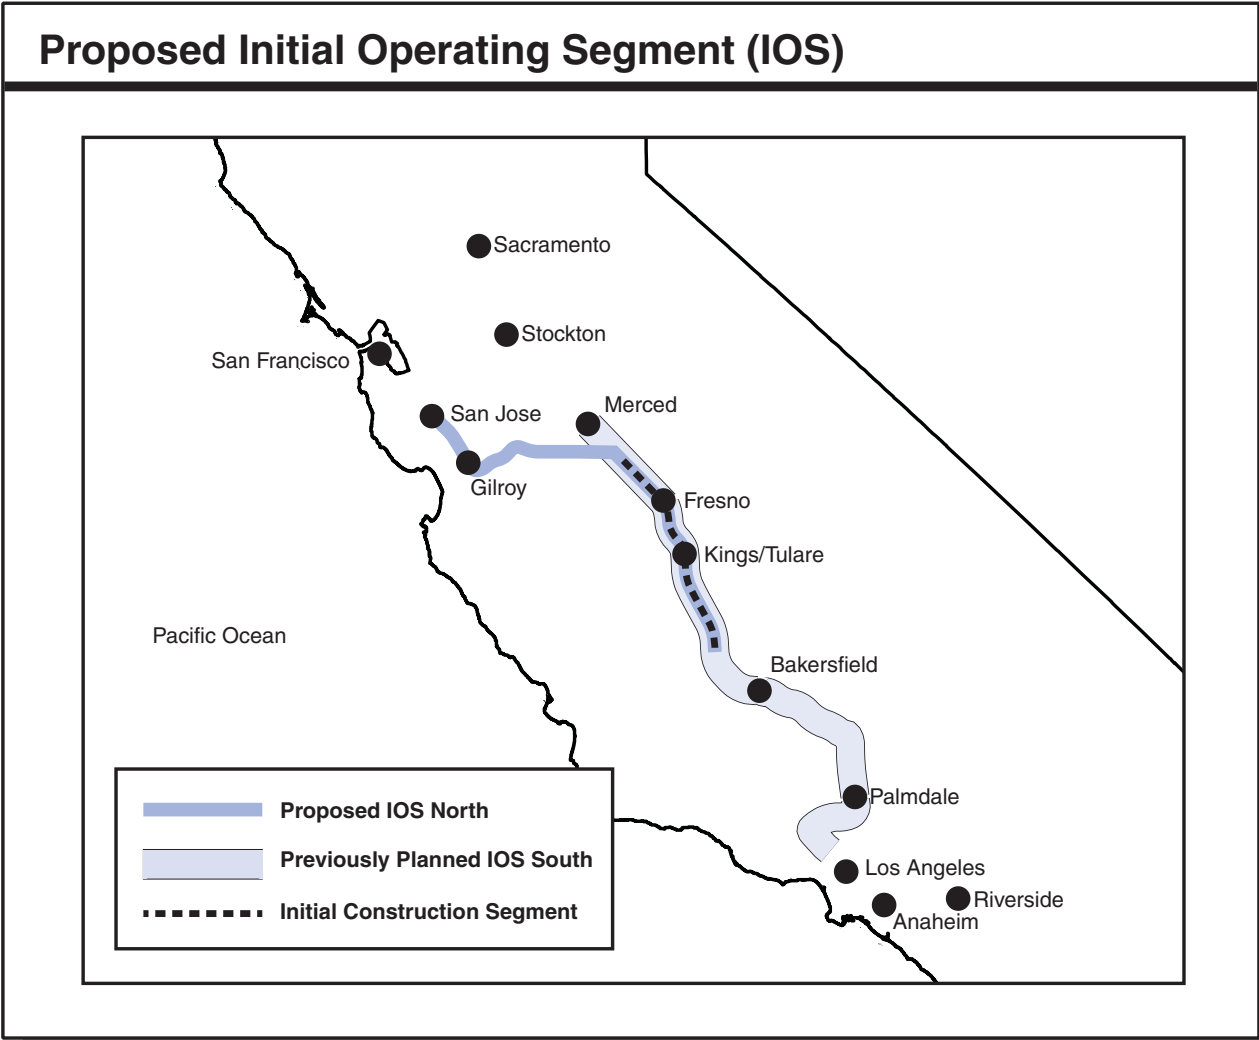 Proposed Initial Operating Segment (IOS)
Sacramento
Stockton
San Francisco
Merced
San Jose
Gilroy
Fresno
Kings/Tulare
Pacific Ocean
Bakersfield
Palmdale
Proposed IOS North
Previously Planned IOS South
Los Angeles
Riverside
Initial Construction Segment
Anaheim